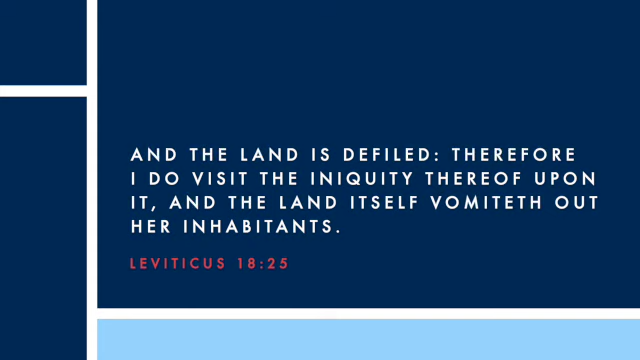 AND THE LAND IS DEFILED: THEREFORE
I DO VISIT THE INIQUITY THEREOF UPON
IT, AND THE LAND ITSELF VOMITETH OUT
HER INHABITANTS.
LEVITICUS 18:25